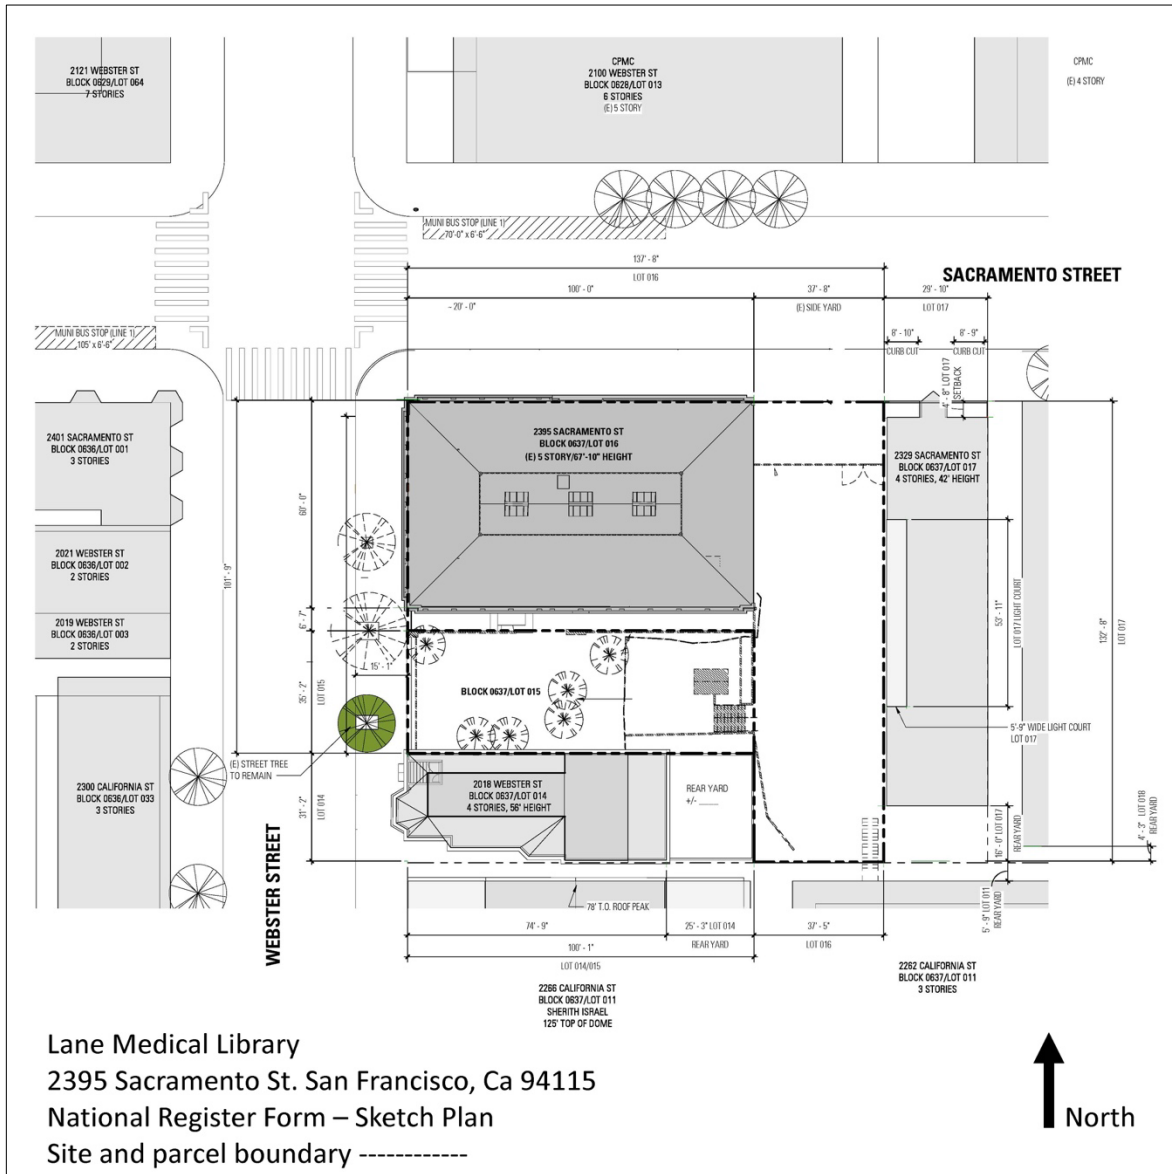 2121 WEBSTER ST
BLOCK 0629/LOT 064
7 STORIES
CPMC
2100 WEBSTER ST
BLOCK 0628/LOT 013
6 STORIES
(E) 5 STORY
CPMC
(E) 4 STORY
MUNI BUS STOP (LINE 1)
70'-0" x 6'-6"
137' - 8"
LOT 016
SACRAMENTO STREET
100' - 0"
37' - 8"
29' - 10"
~ 20' - 0"
(E) SIDE YARD
LOT 017
MUNI BUS STOP (LINE 1)
105' x 6'-6"
8' - 10"
8' - 9"
CURB CUT
CURB CUT
4' - 8" LOT 017
SETBACK
2401 SACRAMENTO ST
BLOCK 0636/LOT 001
3 STORIES
2395 SACRAMENTO ST
BLOCK 0637/LOT 016
(E) 5 STORY/67'-10" HEIGHT
2329 SACRAMENTO ST
BLOCK 0637/LOT 017
4 STORIES, 42' HEIGHT
60' - 0"
101' - 9"
2021 WEBSTER ST
BLOCK 0636/LOT 002
2 STORIES
2019 WEBSTER ST
BLOCK 0636/LOT 003
2 STORIES
6' - 7"
53' - 11"
LOT 017 LIGHT COURT
132' - 8"
LOT 017
15' - 1"
35' - 2"
LOT 015
BLOCK 0637/LOT 015
5'-9" WIDE LIGHT COURT
LOT 017
(E) STREET TREE
TO REMAIN
2300 CALIFORNIA ST
BLOCK 0636/LOT 033
3 STORIES
31' - 2"
LOT 014
2018 WEBSTER ST
BLOCK 0637/LOT 014
4 STORIES, 56' HEIGHT
REAR YARD
+/- ____
16' - 0" LOT 017
REAR YARD
4' - 3" LOT 018
REAR YARD
5' - 9" LOT 011
REAR YARD
WEBSTER STREET
78' T.O. ROOF PEAK
74' - 9"
25' - 3" LOT 014
37' - 5"
REAR YARD
LOT 016
100' - 1"
LOT 014/015
2266 CALIFORNIA ST
BLOCK 0637/LOT 011
SHERITH ISRAEL
125' TOP OF DOME
2262 CALIFORNIA ST
BLOCK 0637/LOT 011
3 STORIES
Lane Medical Library
2395 Sacramento St. San Francisco, Ca 94115
National Register Form – Sketch Plan
Site and parcel boundary ------------
North